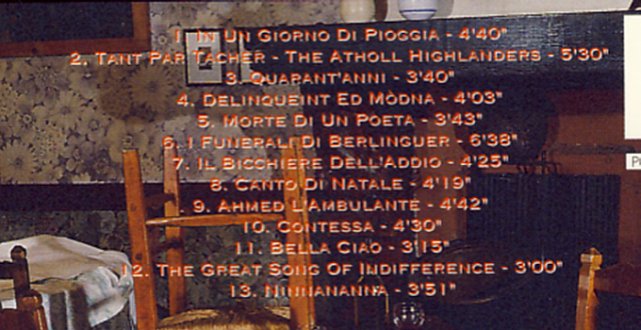 1. In Un Giorno Di Pioggia - 4'40"
2. Tant Par Tacher - The Atholl Highlanders - 5'30"
3. Quarant'anni - 3'40"
4. Delinqueint Ed Mòdna - 4'03"
5. Morte Di Un Poeta - 3'43"
6. I Funerali Di Berlinguer - 6'38"
7. Il Bicchiere Dell'Addio - 4'25"
8. Canto Di Natale - 4'19"
9. Ahmed L'Ambulante - 4'42"
10. Contessa - 4'30"
11. Bella Ciao - 3'15"
12. The Great Song Of Indifference - 3'00"
13. Ninnananna - 3'51"